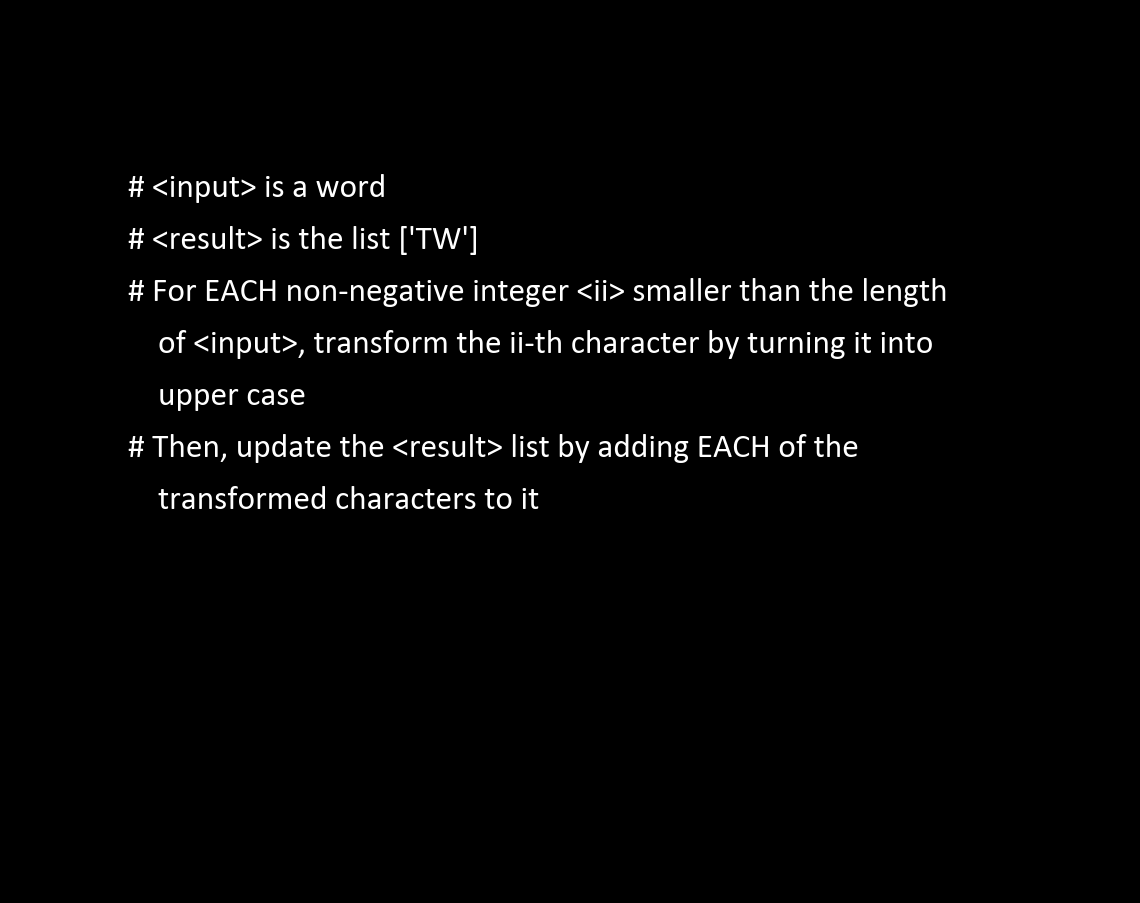 # <input> is a word
# <result> is the list ['TW']
# For EACH non-negative integer <ii> smaller than the length
of <input>, transform the ii-th character by turning it into
upper case
# Then, update the <result> list by adding EACH of the
transformed characters to it